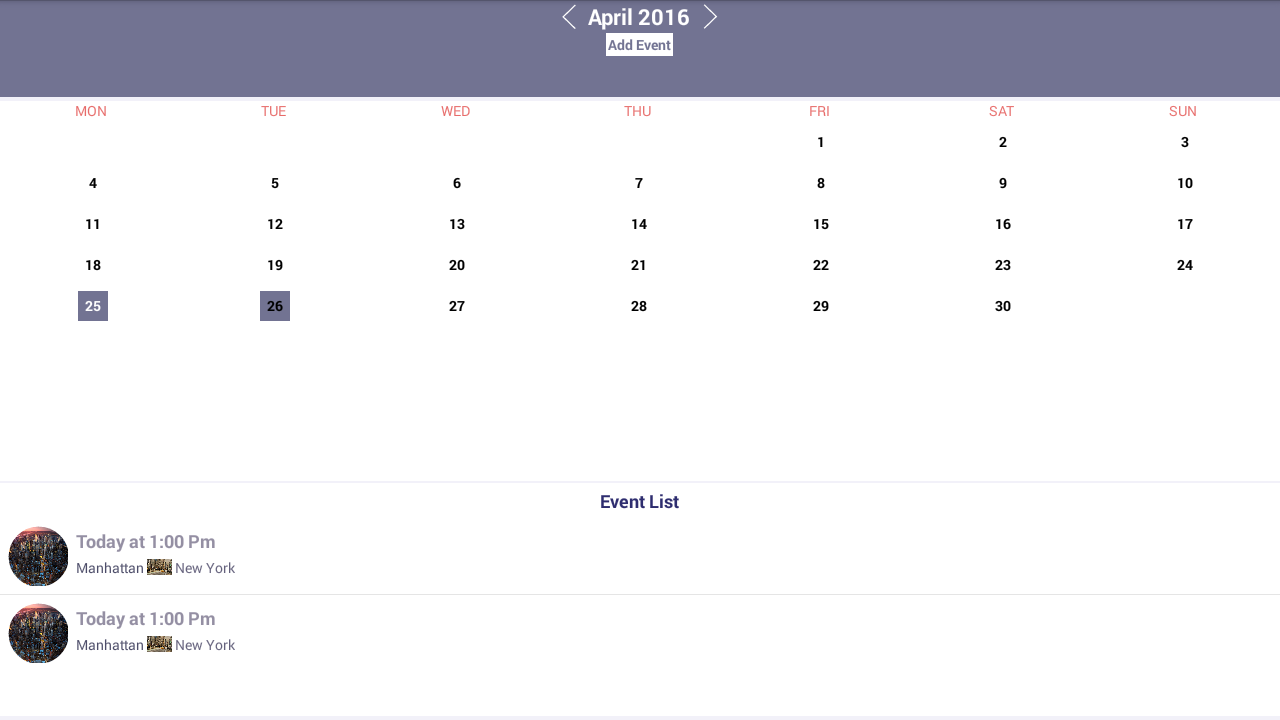 April 2016
Add Event
MON TUE WED THU FRI SAT SUN
1 2 3
4 5 6 7 8 9 10
11 12 13 14 15 16 17
18 19 20 21 22 23 24
25 26 27 28 29 30
Event List
Today at 1:00 Pm
Manhattan New York
Today at 1:00 Pm
Manhattan New York